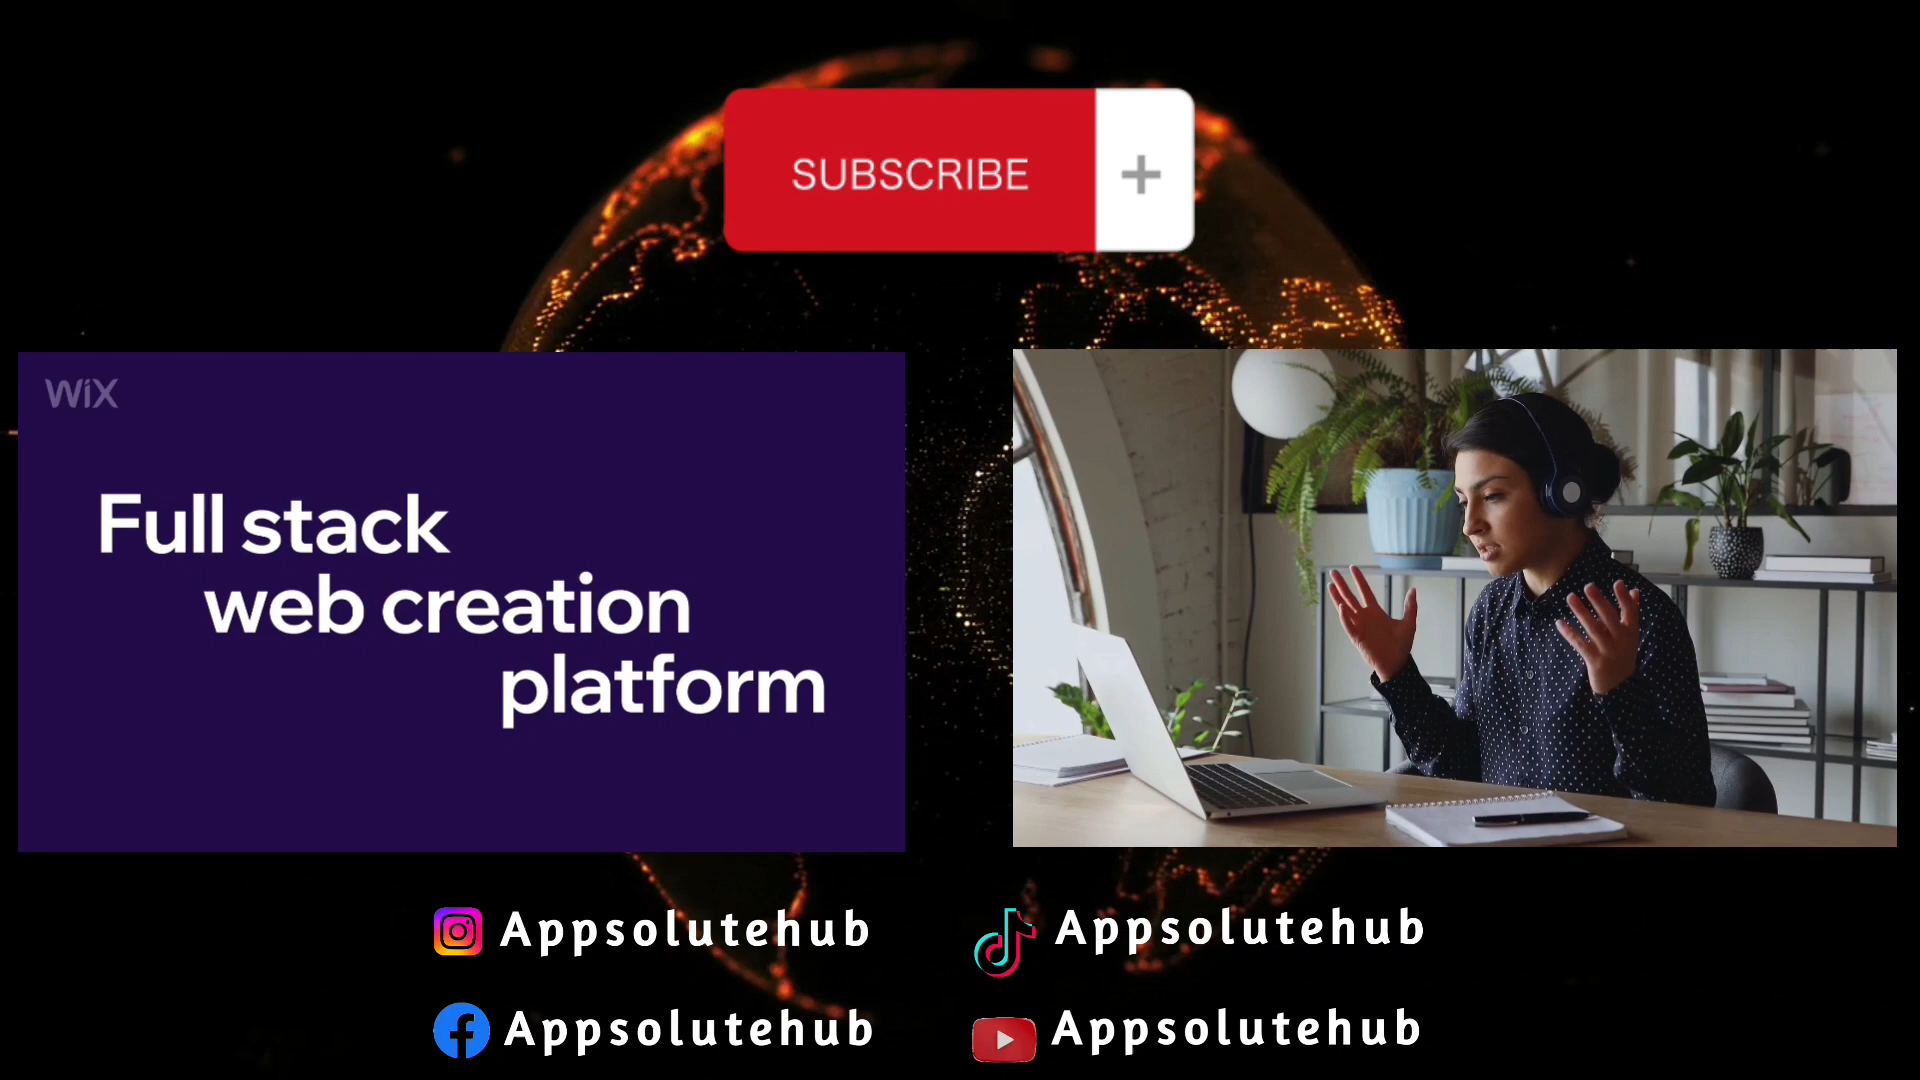 SUBSCRIBE +
WiX
Full stack
web creation
platform
Appsolutehub
Appsolutehub
Appsolutehub
Appsolutehub